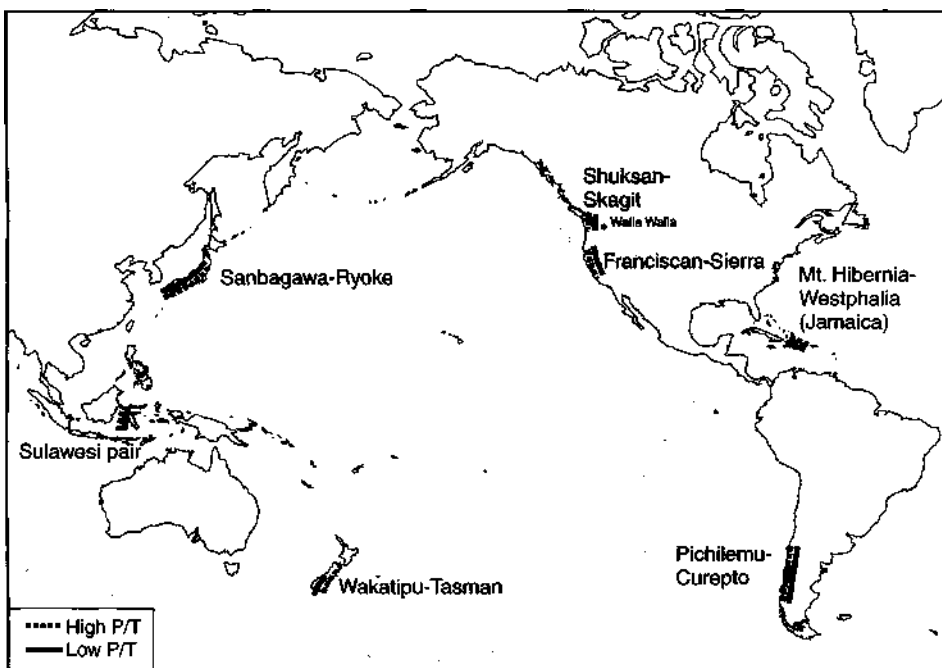 Shuksan-
Skagit
Walla Walla
Franciscan-Sierra
Sanbagawa-Ryoke
Mt. Hibernia-
Westphalia
(Jamaica)
Sulawesi pair
Pichilemu-
Curepto
Wakatipu-Tasman
High P/T
Low P/T